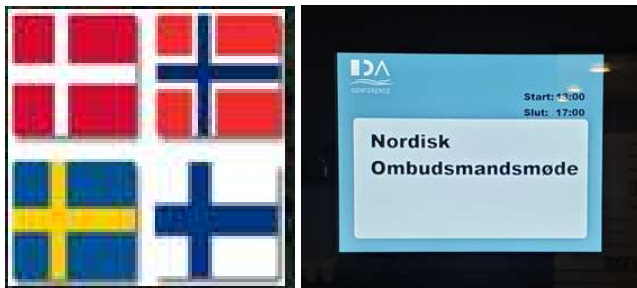 IDA
CONFERENCE
Start: 13:00
Slut: 17:00
Nordisk
Ombudsmandsmøde